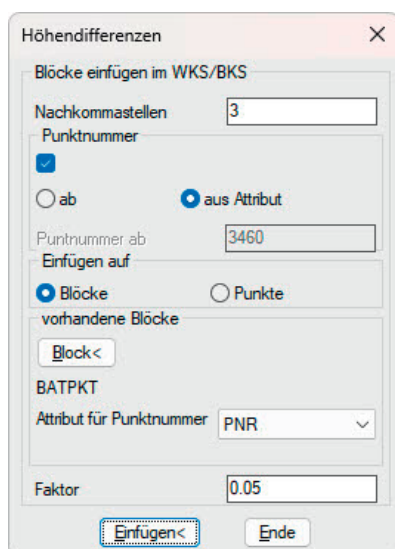 Höhendifferenzen
Blöcke einfügen im WKS/BKS
Nachkommastellen 3
Punktnummer
ab aus Attribut
Puntnummer ab 3460
Einfügen auf
Blöcke Punkte
vorhandene Blöcke
Block<
BATPKT
Attribut für Punktnummer PNR
Faktor 0.05
Einfügen< Ende